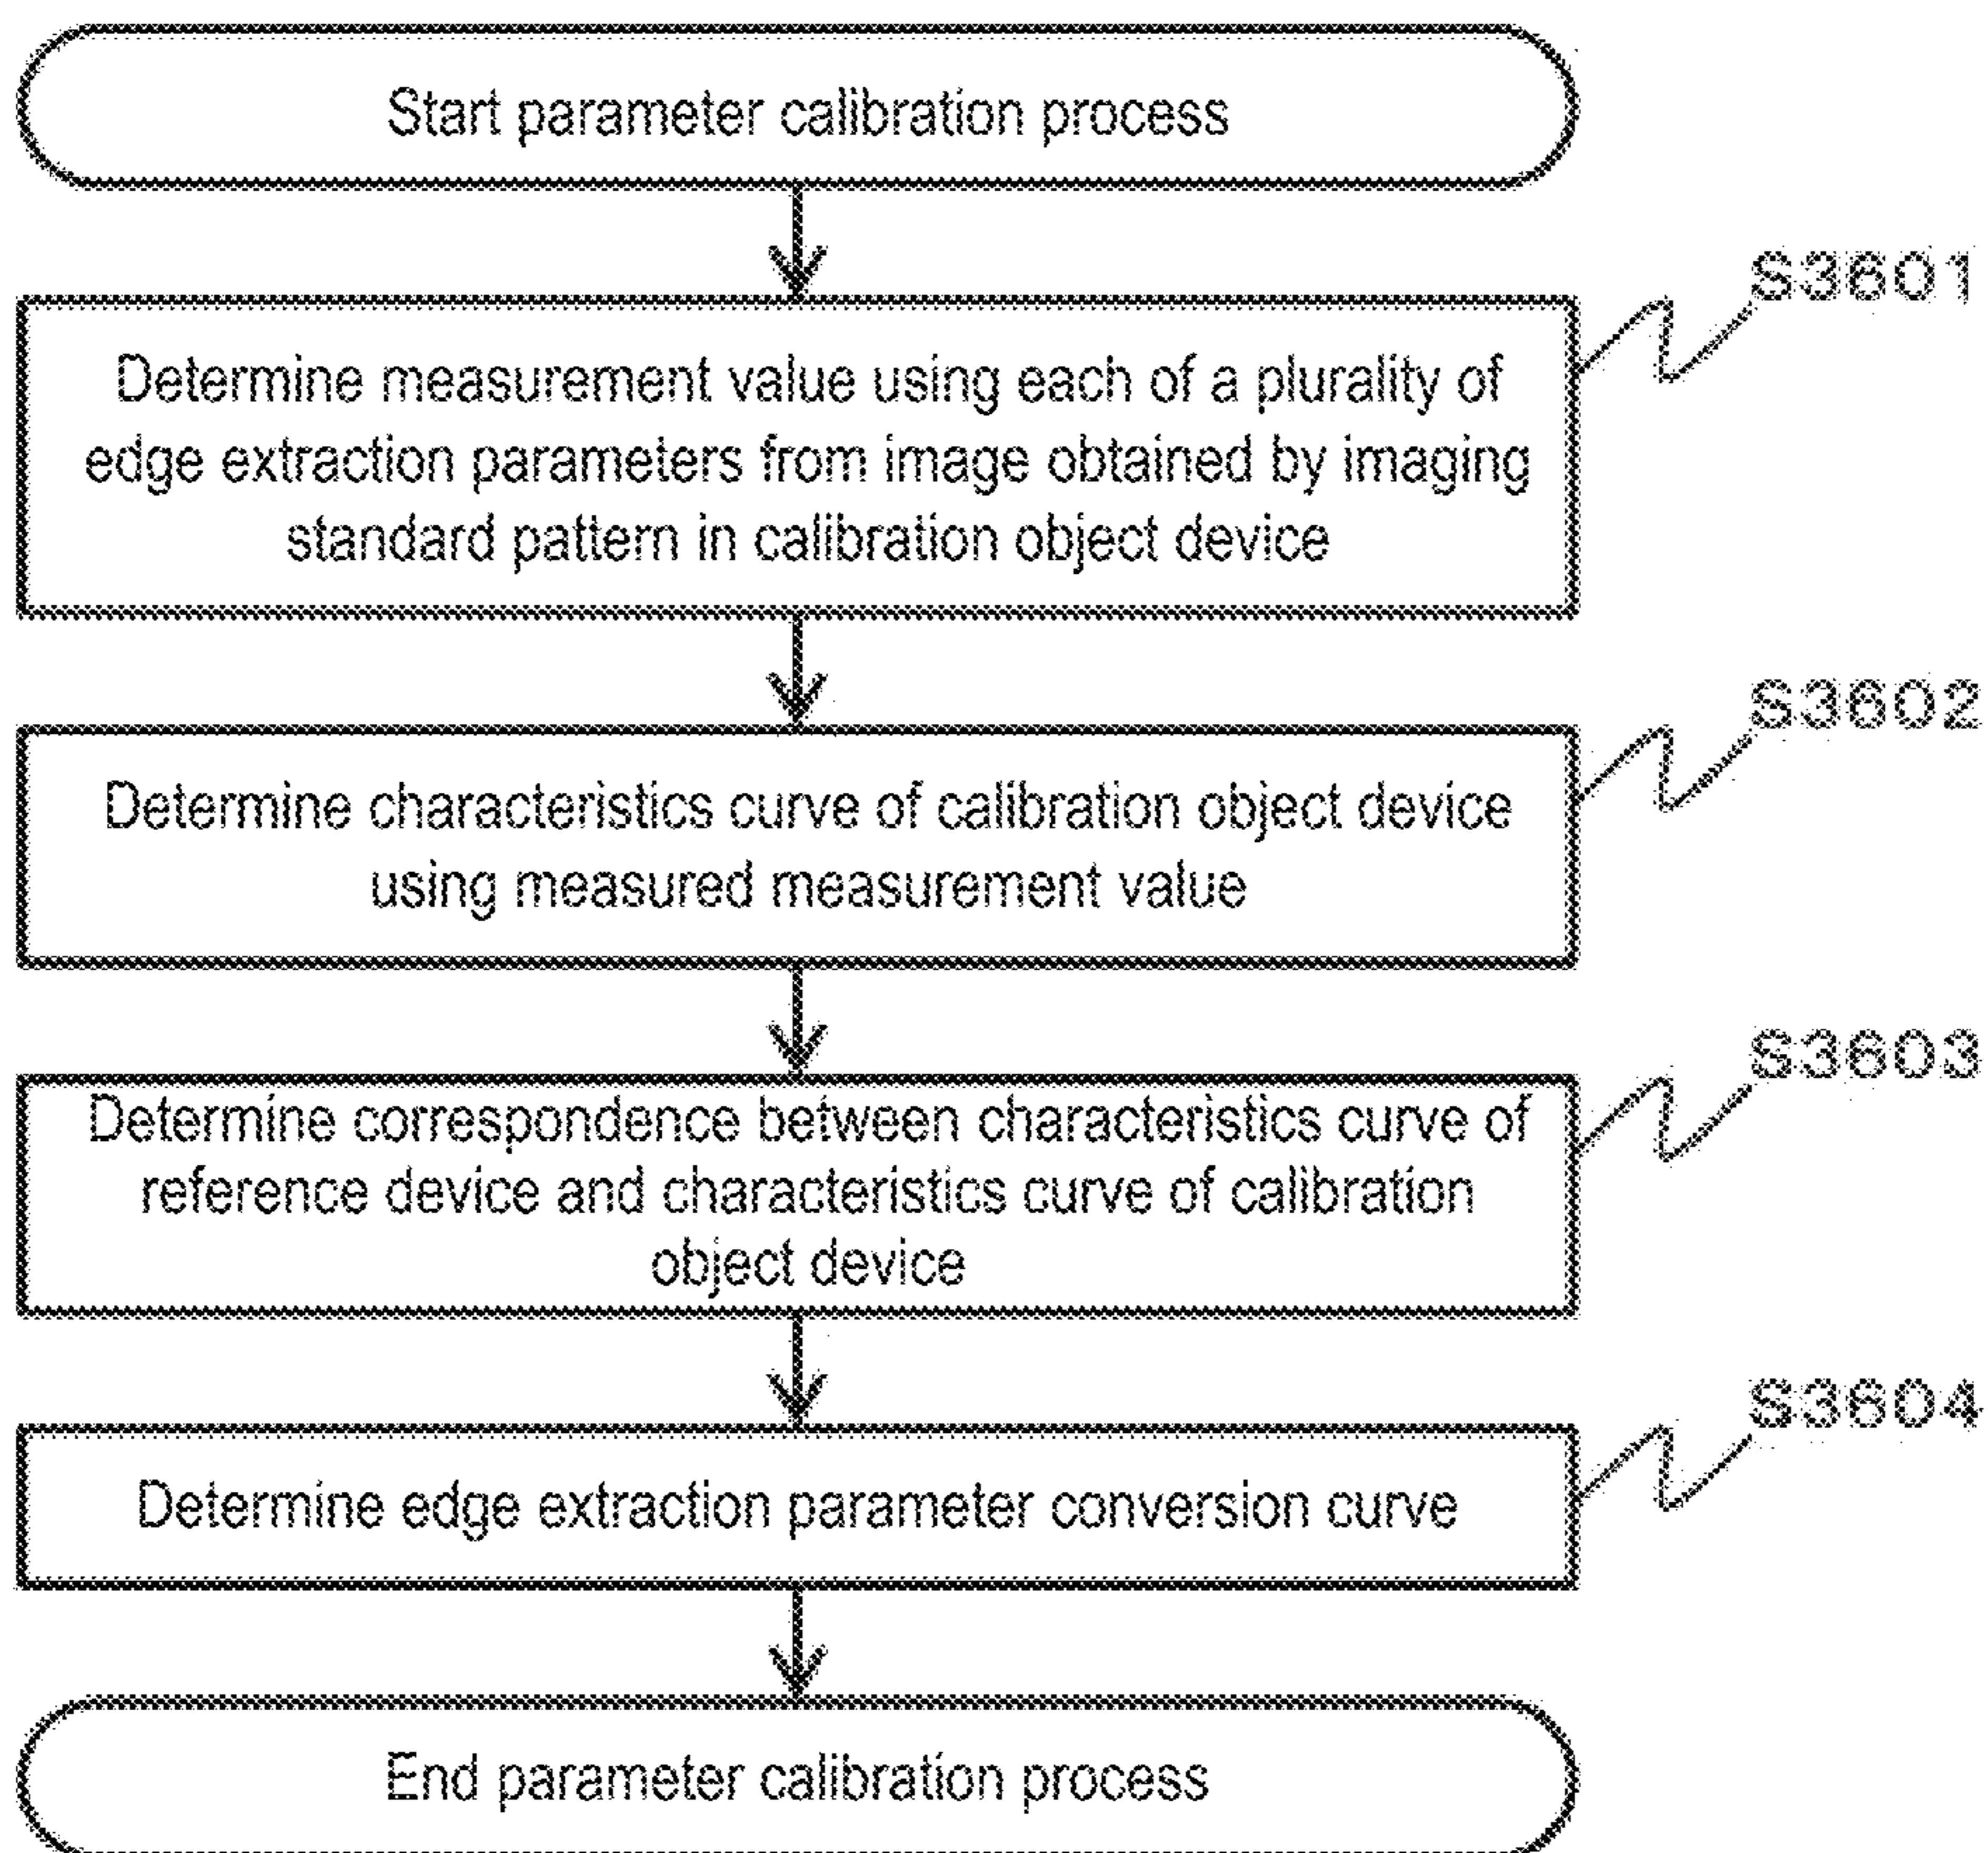 Start parameter calibration process
S3601
Determine measurement value using each of a plurality of
edge extraction parameters from image obtained by imaging
standard pattern in calibration object device
S3602
Determine characteristics curve of calibration object device
using measured measurement value
S3603
Determine correspondence between characteristics curve of
reference device and characteristics curve of calibration
object device
S3604
Determine edge extraction parameter conversion curve
End parameter calibration process